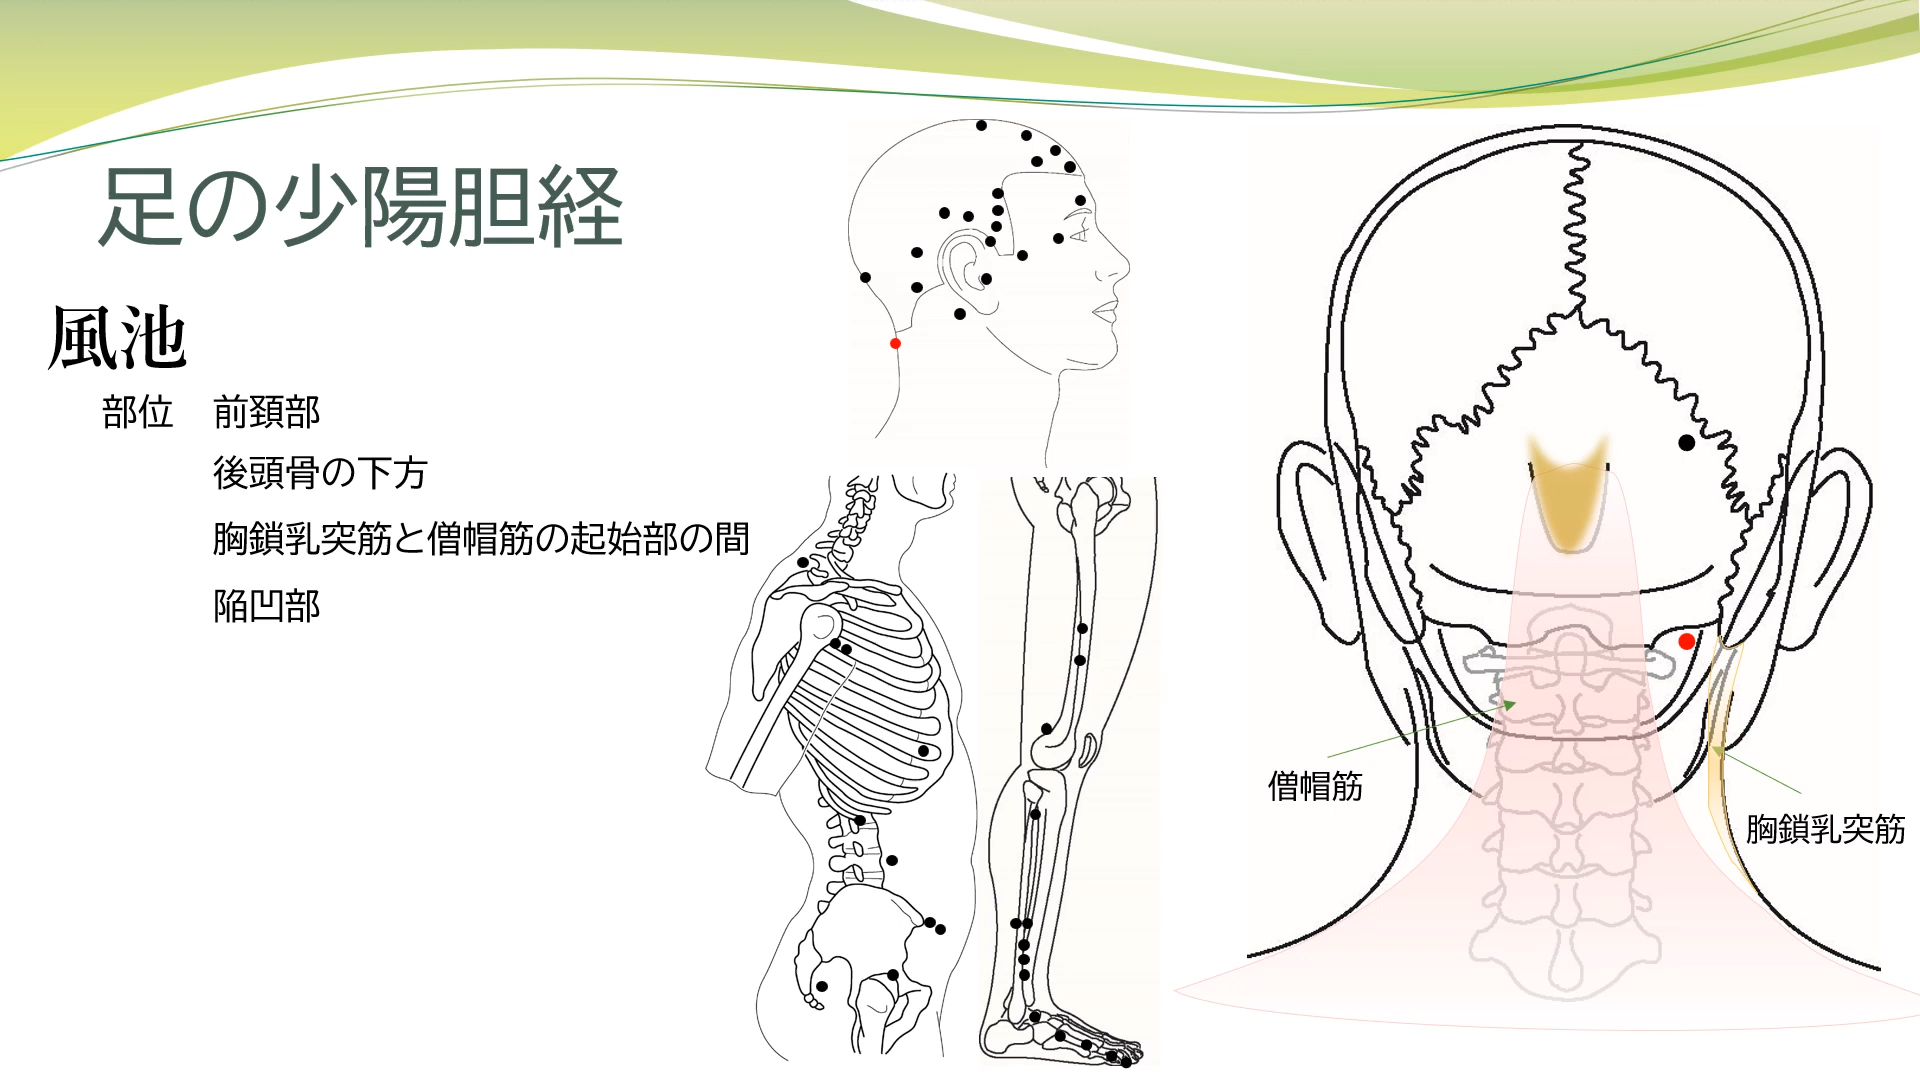 足の少陽胆経
風池
部位 前頚部
後頭骨の下方
胸鎖乳突筋と僧帽筋の起始部の間
陥凹部
僧帽筋
胸鎖乳突筋